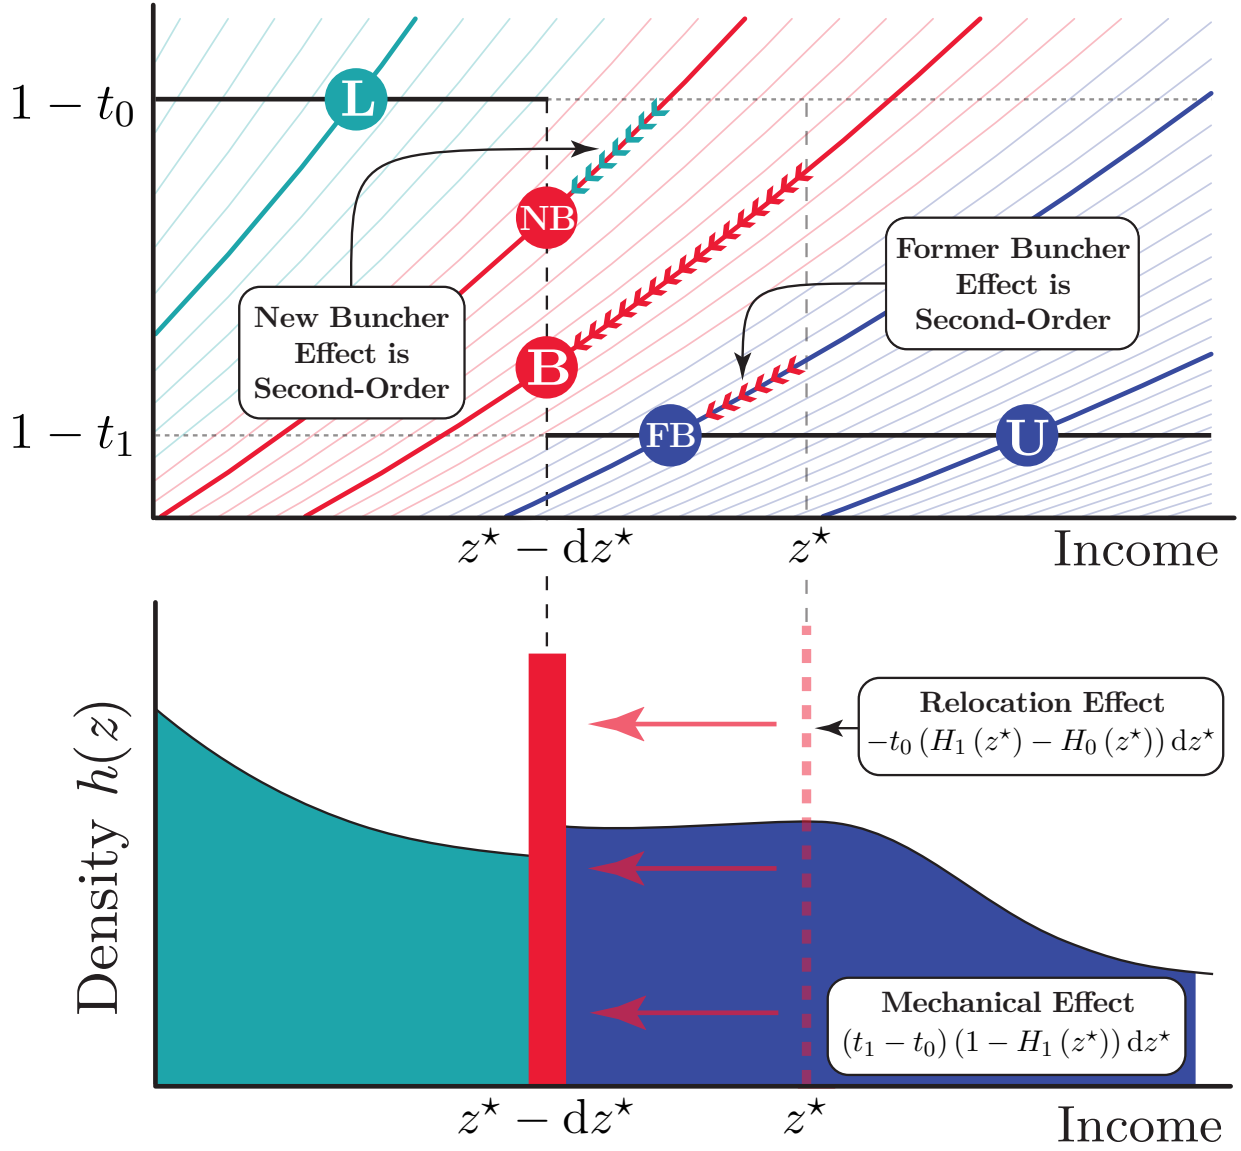 1 − t₀
L
NB
New Buncher
Effect is
Second-Order
Former Buncher
Effect is
Second-Order
B
1 − t₁
FB
U
z⋆ − dz⋆
z⋆
Income
Density h(z)
Relocation Effect
−t₀ (H₁ (z⋆) − H₀ (z⋆)) dz⋆
Mechanical Effect
(t₁ − t₀) (1 − H₁ (z⋆)) dz⋆
z⋆ − dz⋆
z⋆
Income